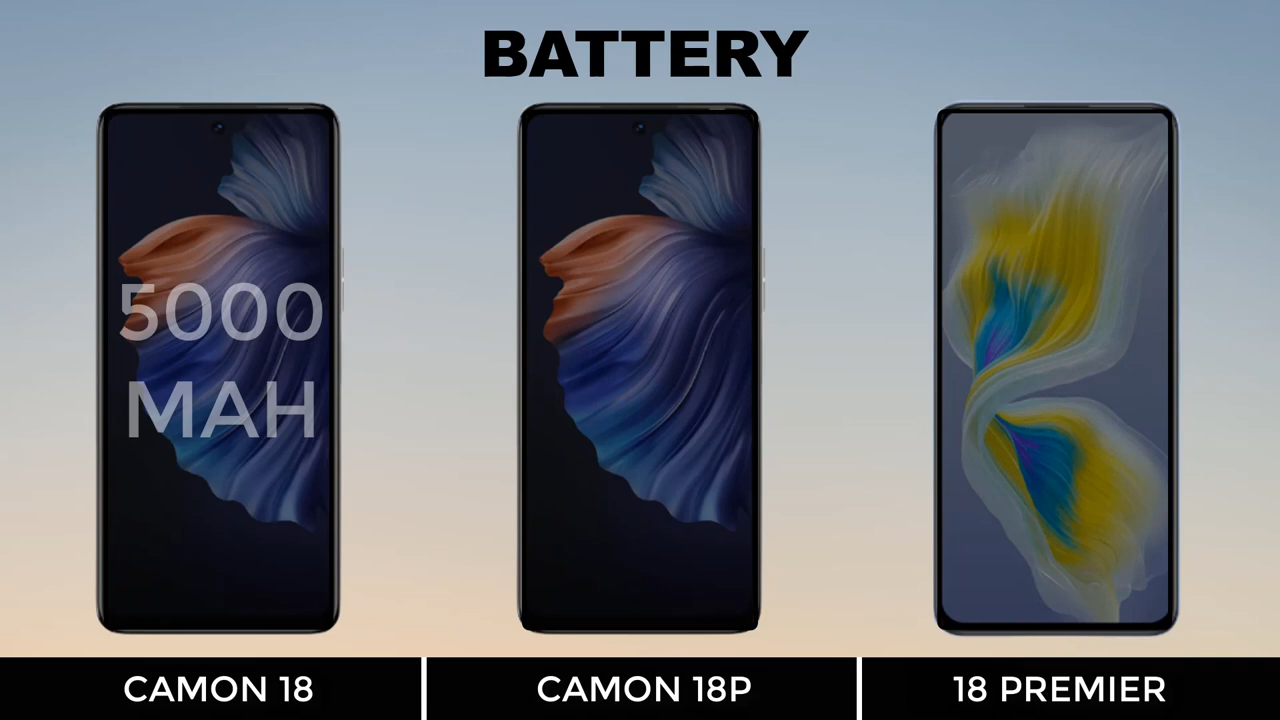 BATTERY
5000
MAH
CAMON 18
CAMON 18P
18 PREMIER